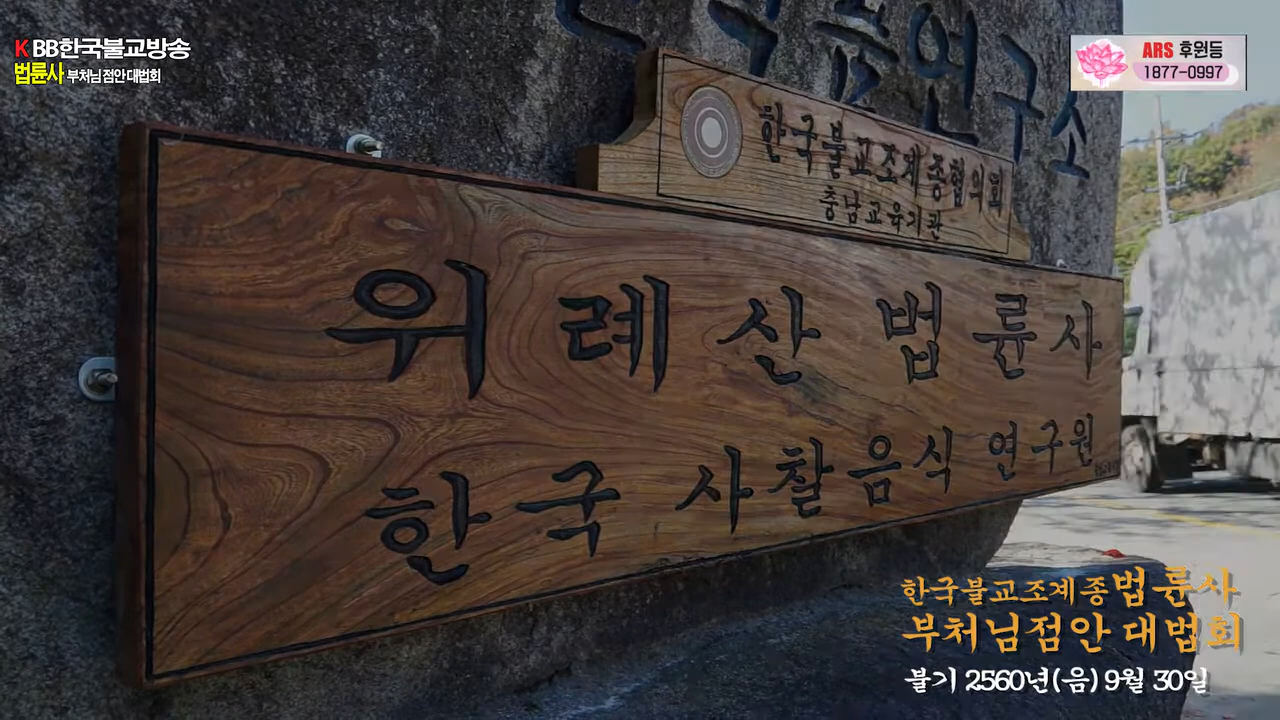 K BB한국불교방송
법륜사 부처님 점안 대법회
ARS 후원등
1877-0997
한국불교조계종협의회
충남교육기관
위례산 법륜사
한국 사찰음식 연구원
한국불교조계종법륜사
부처님점안 대법회
불기 2560년(음) 9월 30일